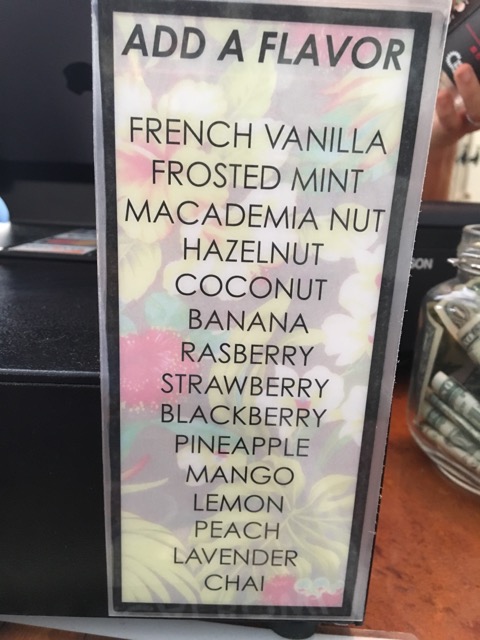 ADD A FLAVOR
FRENCH VANILLA
FROSTED MINT
MACADEMIA NUT
HAZELNUT
COCONUT
BANANA
RASBERRY
STRAWBERRY
BLACKBERRY
PINEAPPLE
MANGO
LEMON
PEACH
LAVENDER
CHAI
SON